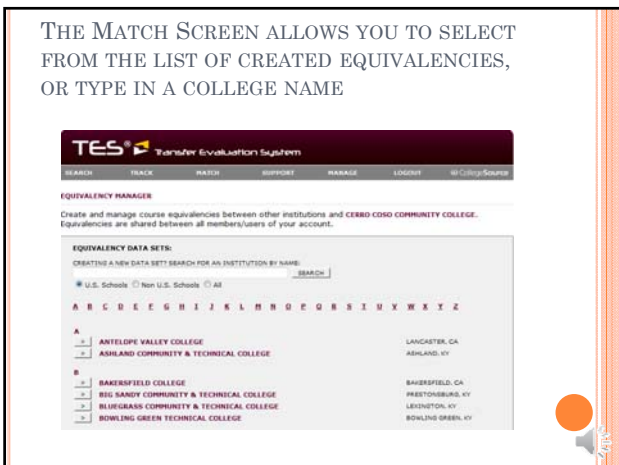 THE MATCH SCREEN ALLOWS YOU TO SELECT
FROM THE LIST OF CREATED EQUIVALENCIES,
OR TYPE IN A COLLEGE NAME
TES® Transfer Evaluation System
SEARCH TRACK MATCH SUPPORT MANAGE LOGOUT CollegeSource
EQUIVALENCY MANAGER
Create and manage course equivalencies between other institutions and CERRO COSO COMMUNITY COLLEGE.
Equivalencies are shared between all members/users of your account.
EQUIVALENCY DATA SETS:
CREATING A NEW DATA SET? SEARCH FOR AN INSTITUTION BY NAME:
SEARCH
U.S. Schools Non U.S. Schools All
A B C D E F G H I J K L M N O P Q R S T U V W X Y Z
A
> ANTELOPE VALLEY COLLEGE LANCASTER, CA
> ASHLAND COMMUNITY & TECHNICAL COLLEGE ASHLAND, KY
B
> BAKERSFIELD COLLEGE BAKERSFIELD, CA
> BIG SANDY COMMUNITY & TECHNICAL COLLEGE PRESTONSBURG, KY
> BLUEGRASS COMMUNITY & TECHNICAL COLLEGE LEXINGTON, KY
> BOWLING GREEN TECHNICAL COLLEGE BOWLING GREEN, KY